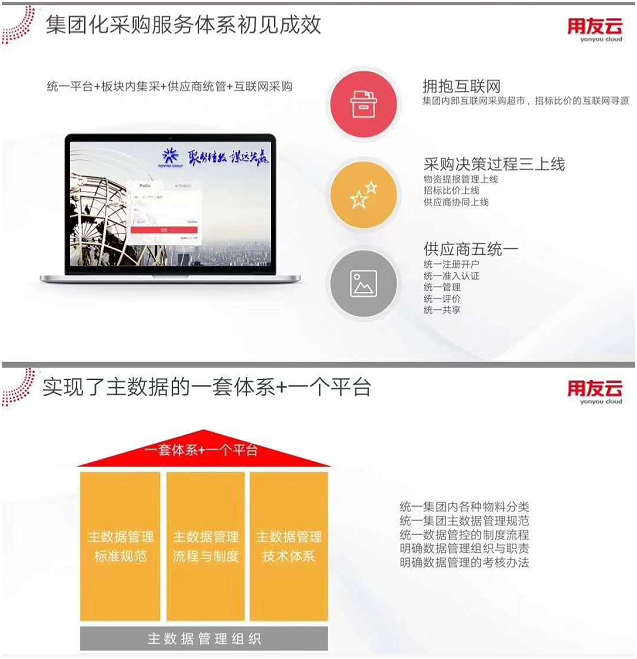 集团化采购服务体系初见成效
用友云
yonyou cloud
统一平台+板块内集采+供应商统管+互联网采购
拥抱互联网
集团内部互联网采购超市，招标比价的互联网寻源
采购决策过程三上线
物资提报管理上线
招标比价上线
供应商协同上线
供应商五统一
统一注册开户
统一准入认证
统一管理
统一评价
统一共享
实现了主数据的一套体系+一个平台
用友云
yonyou cloud
一套体系+一个平台
主数据管理
标准规范
主数据管理
流程与制度
主数据管理
技术体系
主数据管理组织
统一集团内各种物料分类
统一集团主数据管理规范
统一数据管控的制度流程
明确数据管理组织与职责
明确数据管理的考核办法